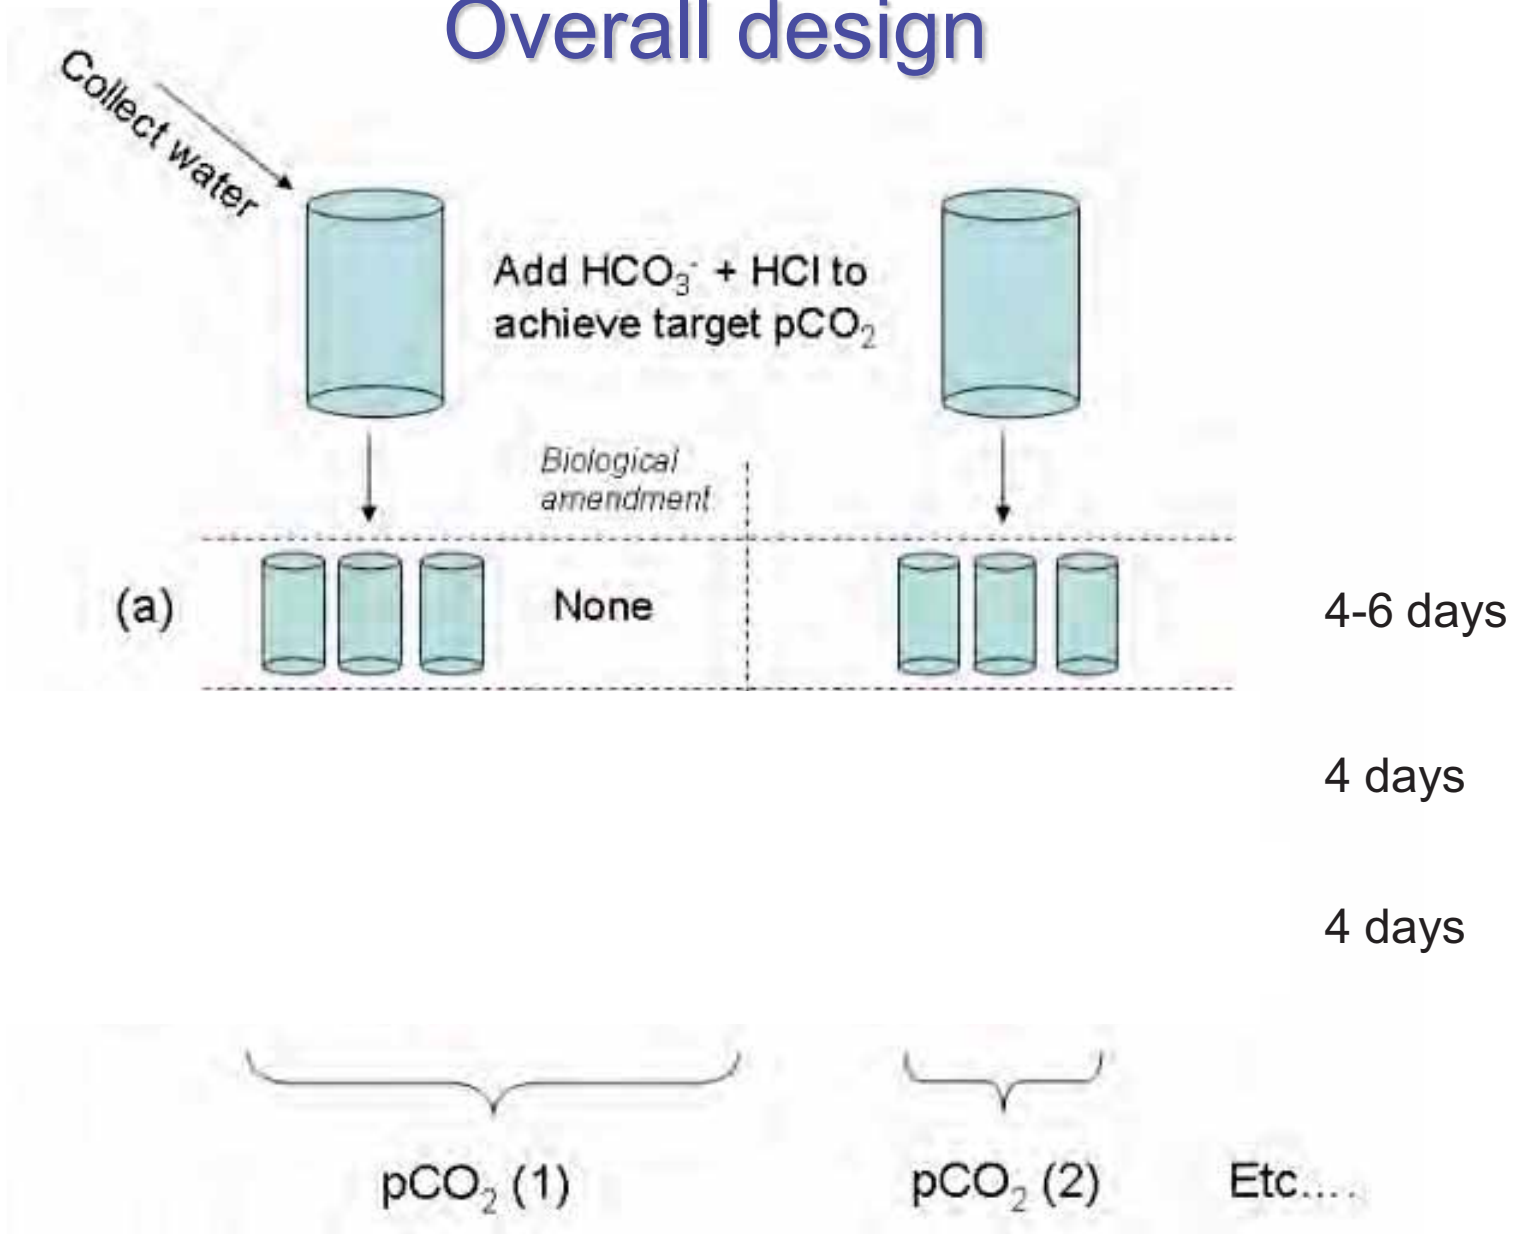 Overall design
Collect water
Add HCO₃⁻ + HCl to
achieve target pCO₂
Biological
amendment
(a)
None
4-6 days
4 days
4 days
pCO₂ (1)
pCO₂ (2)
Etc....